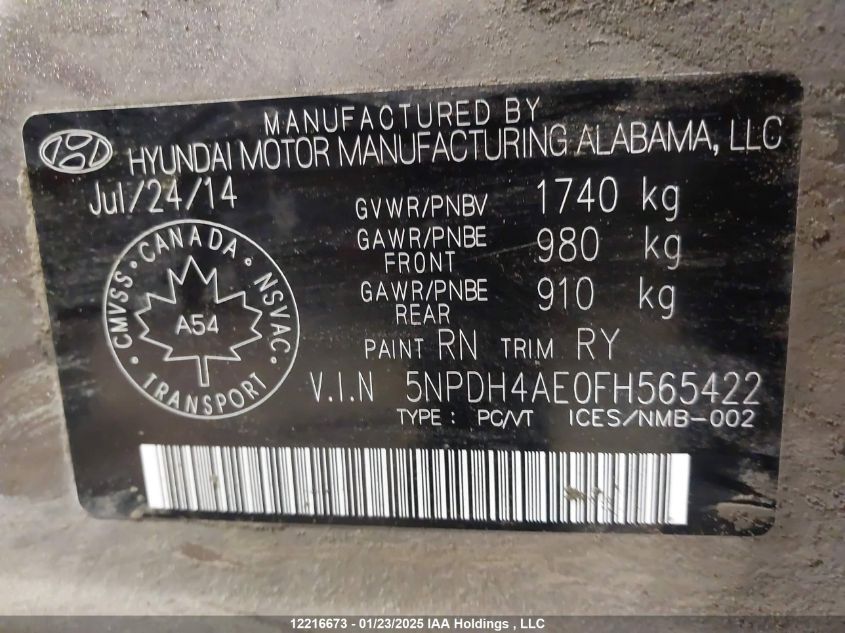 MANUFACTURED BY
HYUNDAI MOTOR MANUFACTURING ALABAMA, LLC
Jul/24/14
GVWR/PNBV 1740 kg
GAWR/PNBE FRONT 980 kg
GAWR/PNBE REAR 910 kg
CANADA
CMVSS NSVAC
A54
TRANSPORT
PAINT RN TRIM RY
V.I.N 5NPDH4AE0FH565422
TYPE : PC/VT ICES/NMB-002
12216673 - 01/23/2025 IAA Holdings , LLC